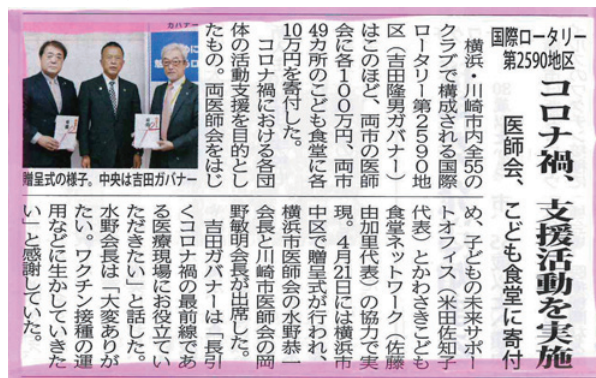 国際ロータリー
第2590地区
コロナ禍、支援活動を実施
医師会、こども食堂に寄付
横浜・川崎市内全55の
クラブで構成される国際
ロータリー第2590地
区（吉田隆男ガバナー）
はこのほど、両市の医師
会に各100万円、両市
49カ所のこども食堂に各
10万円を寄付した。
コロナ禍における各団
体の活動支援を目的とし
たもの。両医師会をはじ
め、子どもの未来サポー
トオフィス（米田佐知子
代表）とかわさきこども
食堂ネットワーク（佐藤
由加里代表）の協力で実
現。4月21日には横浜市
中区で贈呈式が行われ、
横浜市医師会の水野恭一
会長と川崎市医師会の岡
野敏明会長が出席した。
吉田ガバナーは「長引
くコロナ禍の最前線であ
る医療現場にお役立てい
ただきたい」と話した。
水野会長は「大変ありが
たい。ワクチン接種の運
用などに生かしていきた
い」と感謝していた。
贈呈式の様子。中央は吉田ガバナー